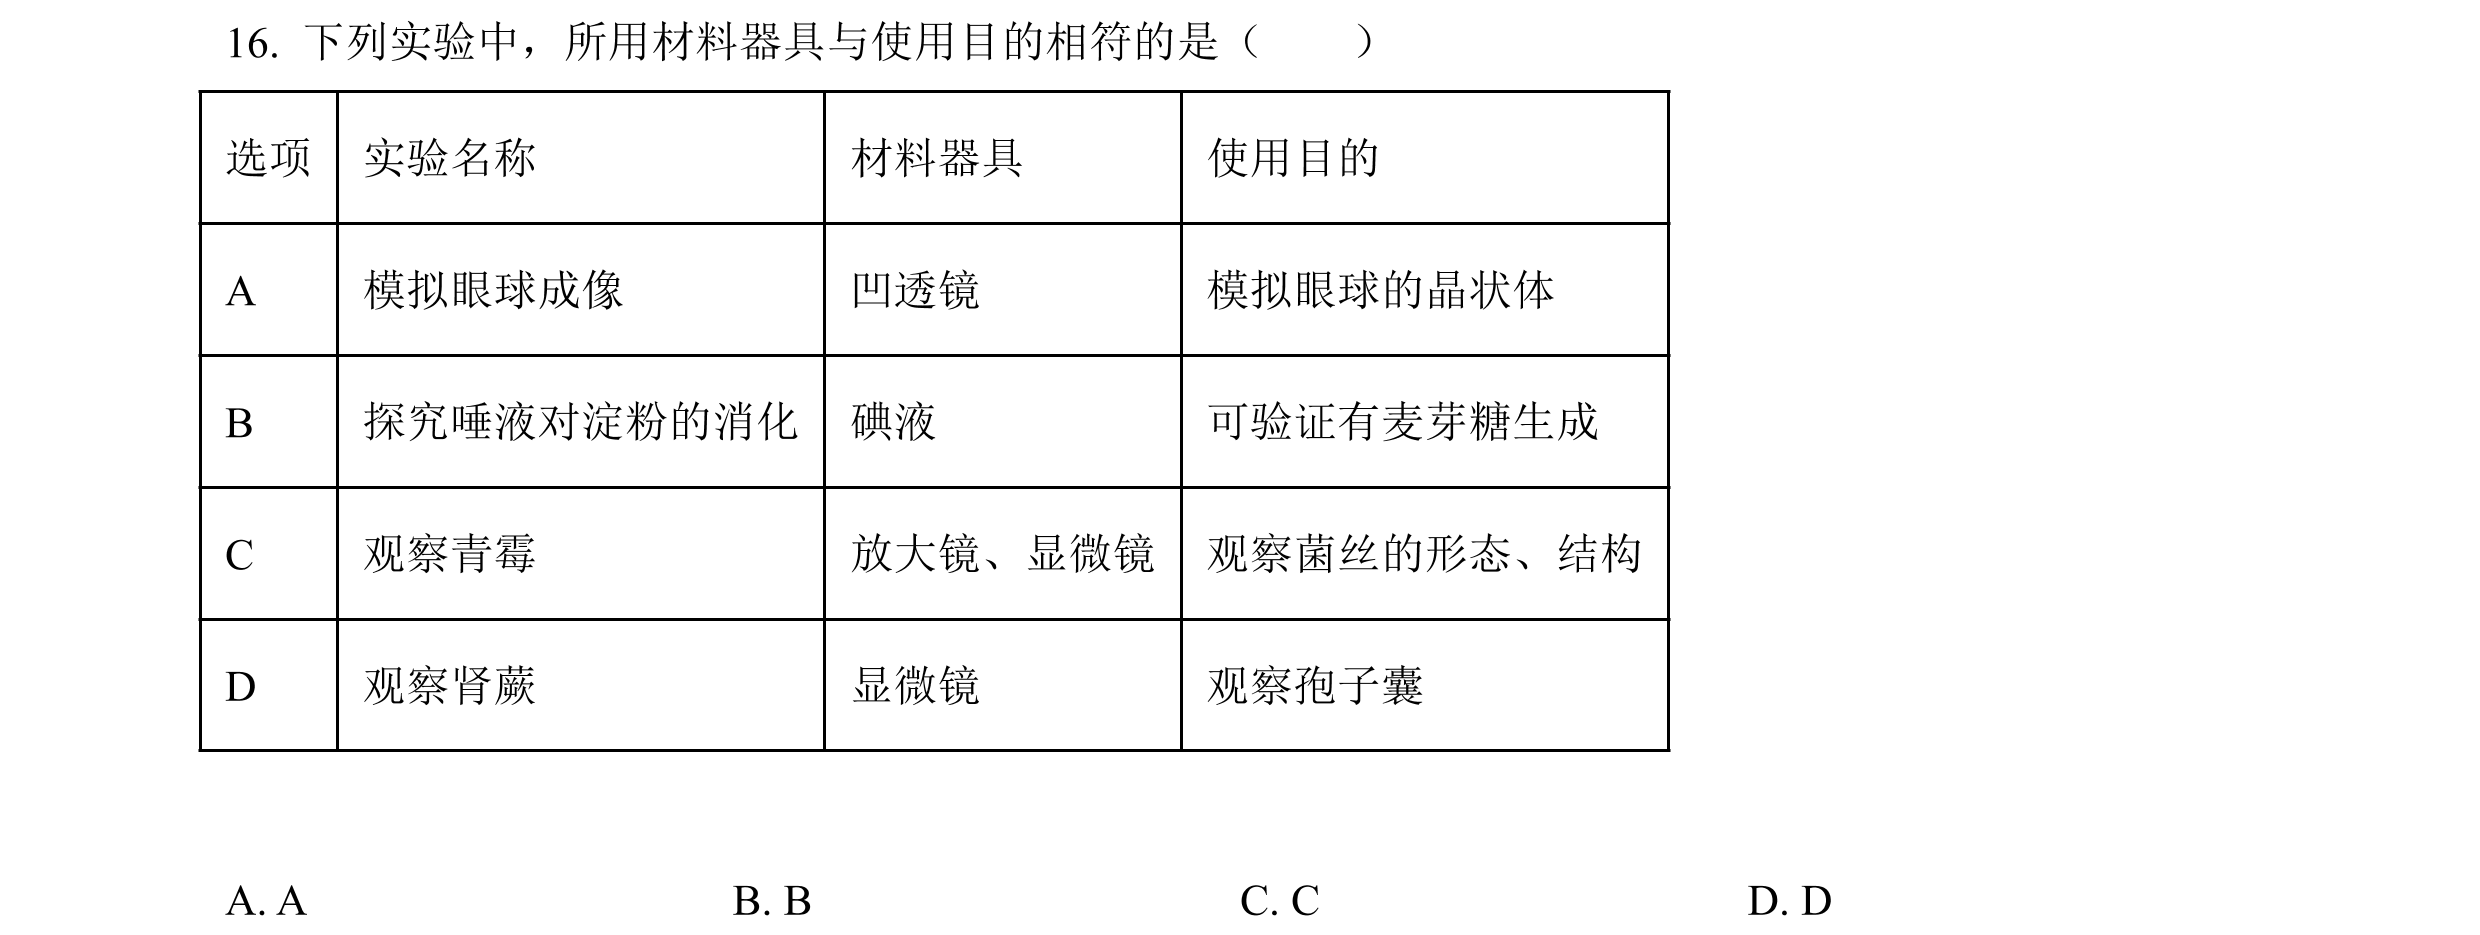 16. 下列实验中，所用材料器具与使用目的相符的是（　　）
选项 实验名称 材料器具 使用目的
A 模拟眼球成像 凹透镜 模拟眼球的晶状体
B 探究唾液对淀粉的消化 碘液 可验证有麦芽糖生成
C 观察青霉 放大镜、显微镜 观察菌丝的形态、结构
D 观察肾蕨 显微镜 观察孢子囊
A. A B. B C. C D. D